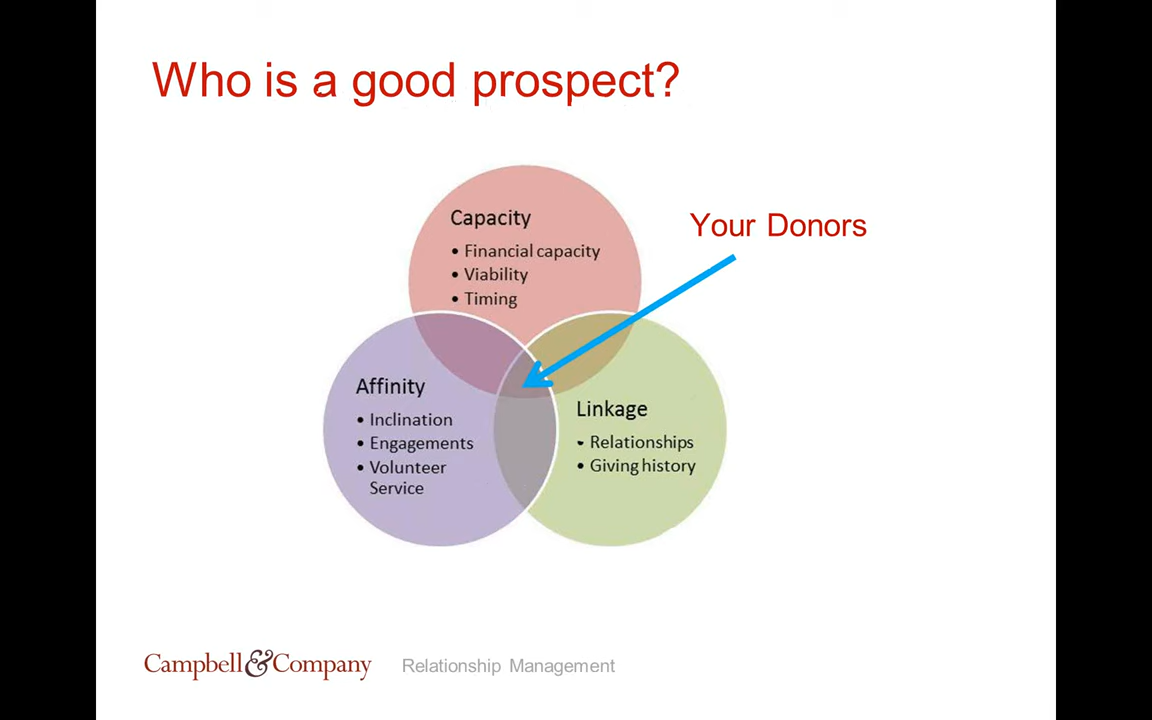 Who is a good prospect?
Capacity
• Financial capacity
• Viability
• Timing
Your Donors
Affinity
• Inclination
• Engagements
• Volunteer
Service
Linkage
• Relationships
• Giving history
Campbell&Company
Relationship Management